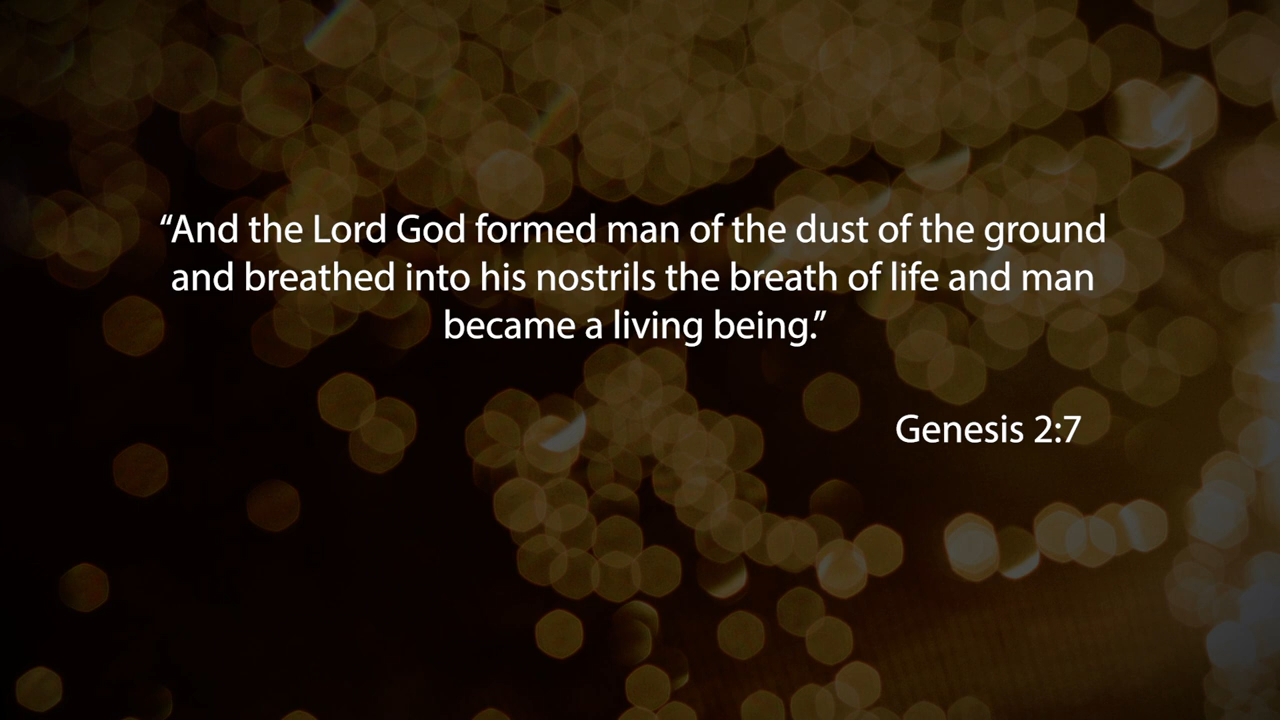 “And the Lord God formed man of the dust of the ground
and breathed into his nostrils the breath of life and man
became a living being.”
Genesis 2:7